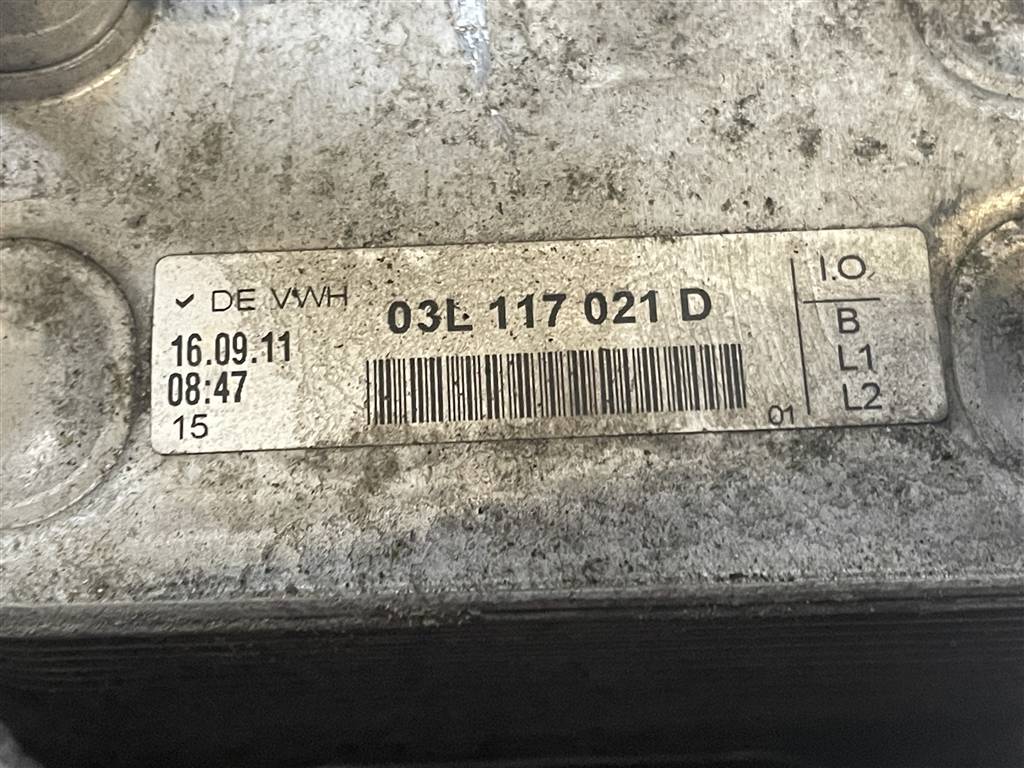 ✓ DE VWH
16.09.11
08:47
15
03L 117 021 D
01
I.O.
B
L1
L2